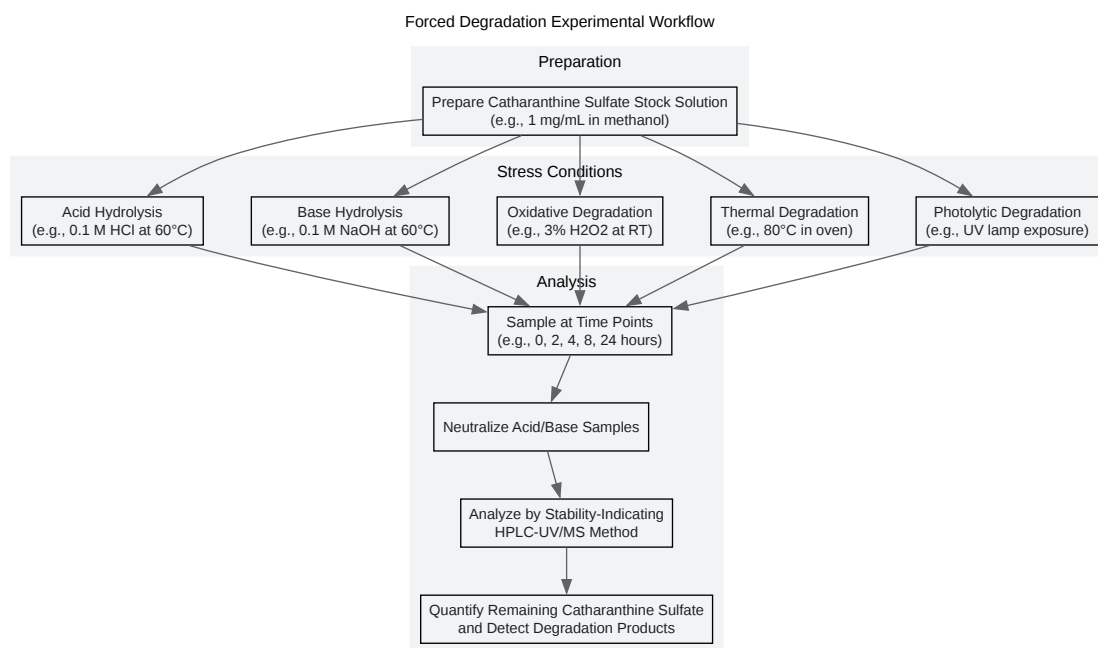 Forced Degradation Experimental Workflow
Preparation
Prepare Catharanthine Sulfate Stock Solution
(e.g., 1 mg/mL in methanol)
Stress Conditions
Acid Hydrolysis
(e.g., 0.1 M HCl at 60°C)
Base Hydrolysis
(e.g., 0.1 M NaOH at 60°C)
Oxidative Degradation
(e.g., 3% H2O2 at RT)
Thermal Degradation
(e.g., 80°C in oven)
Photolytic Degradation
(e.g., UV lamp exposure)
Analysis
Sample at Time Points
(e.g., 0, 2, 4, 8, 24 hours)
Neutralize Acid/Base Samples
Analyze by Stability-Indicating
HPLC-UV/MS Method
Quantify Remaining Catharanthine Sulfate
and Detect Degradation Products